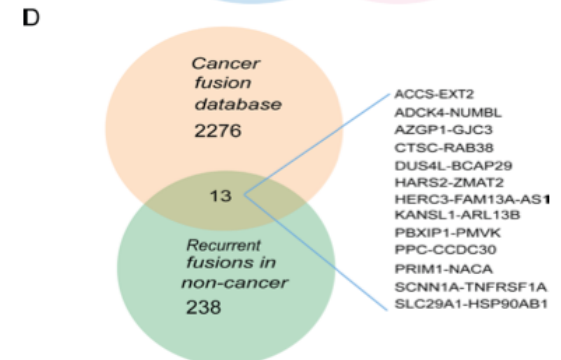 D
Cancer
fusion
database
2276
13
Recurrent
fusions in
non-cancer
238
ACCS-EXT2
ADCK4-NUMBL
AZGP1-GJC3
CTSC-RAB38
DUS4L-BCAP29
HARS2-ZMAT2
HERC3-FAM13A-AS1
KANSL1-ARL13B
PBXIP1-PMVK
PPC-CCDC30
PRIM1-NACA
SCNN1A-TNFRSF1A
SLC29A1-HSP90AB1